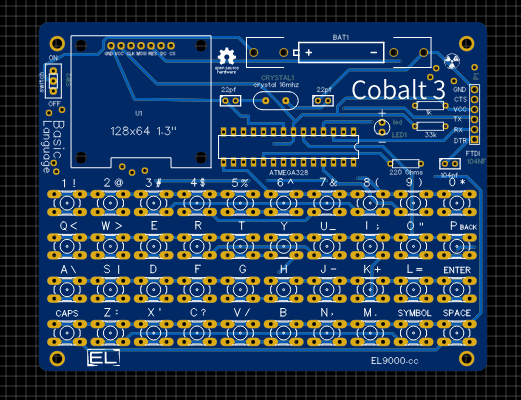 ON
OFF
Basic
Language
GND VCC CLK MOSI RES DC CS
U1
128x64 1.3"
open source
hardware
BAT1
+ -
CRYSTAL1
crystal 16mhz
22pf
22pf
Cobalt 3
GND
CTS
VCC
TX
RX
DTR
FTDI
1k
33k
+
led
LED1
-
ATMEGA328
220 Ohms
104pf
1 ! 2 @ 3 # 4 $ 5 % 6 ^ 7 & 8 ( 9 ) 0 *
Q < W > E R T Y U _ I ; O " P BACK
A \ S | D F G H J - K + L = ENTER
CAPS Z : X ' C ? V / B N , M . SYMBOL SPACE
EL
EL9000-cc